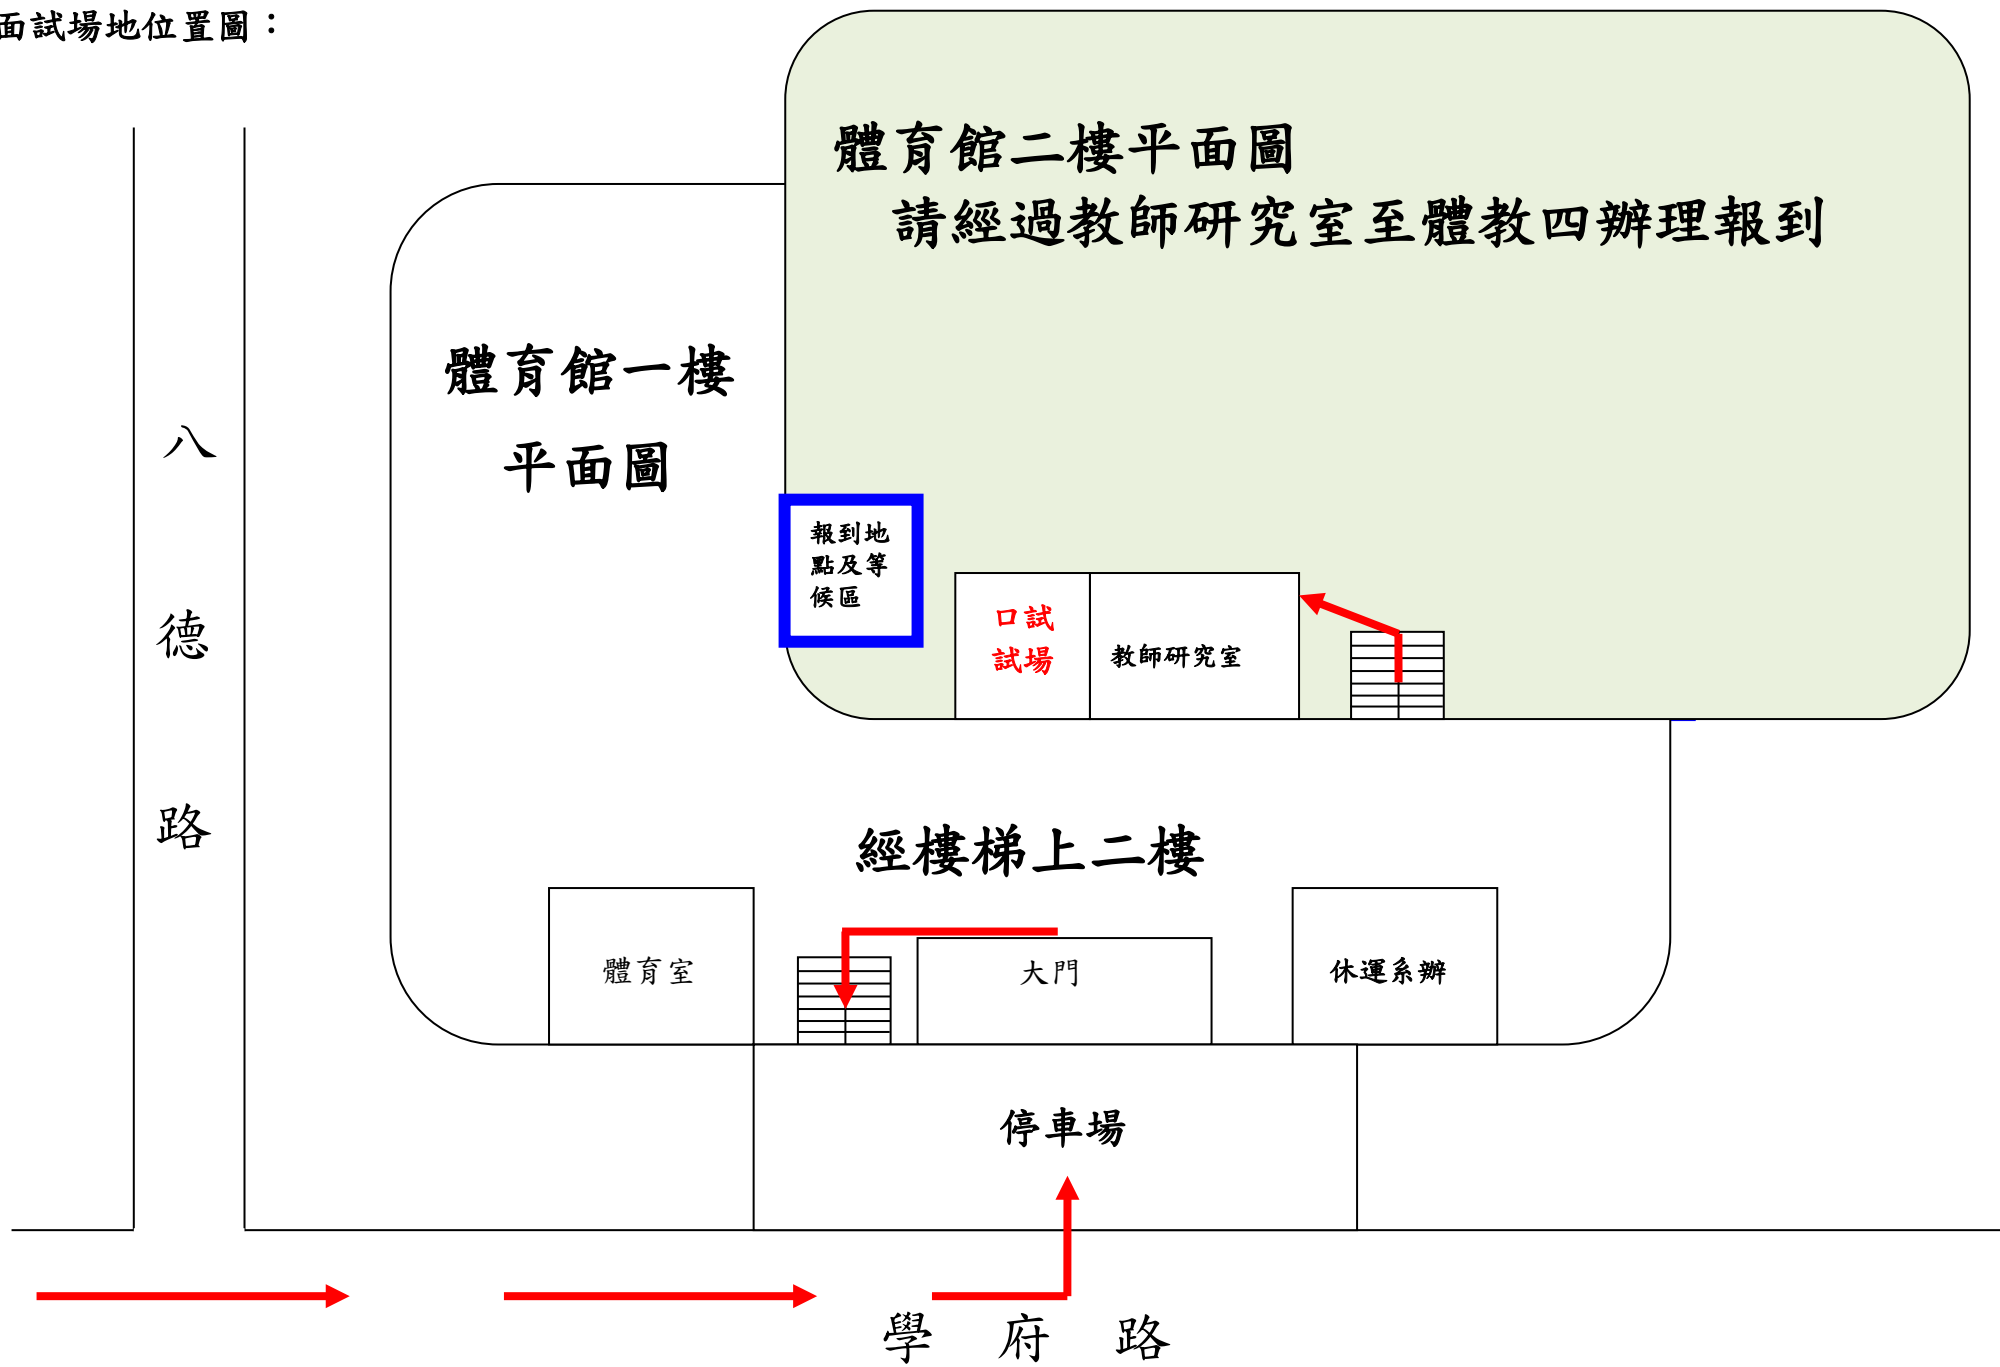 面試場地位置圖：
體育館二樓平面圖
請經過教師研究室至體教四辦理報到
體育館一樓
平面圖
八
德
路
報到地
點及等
候區
口試
試場
教師研究室
經樓梯上二樓
體育室
大門
休運系辦
停車場
學 府 路